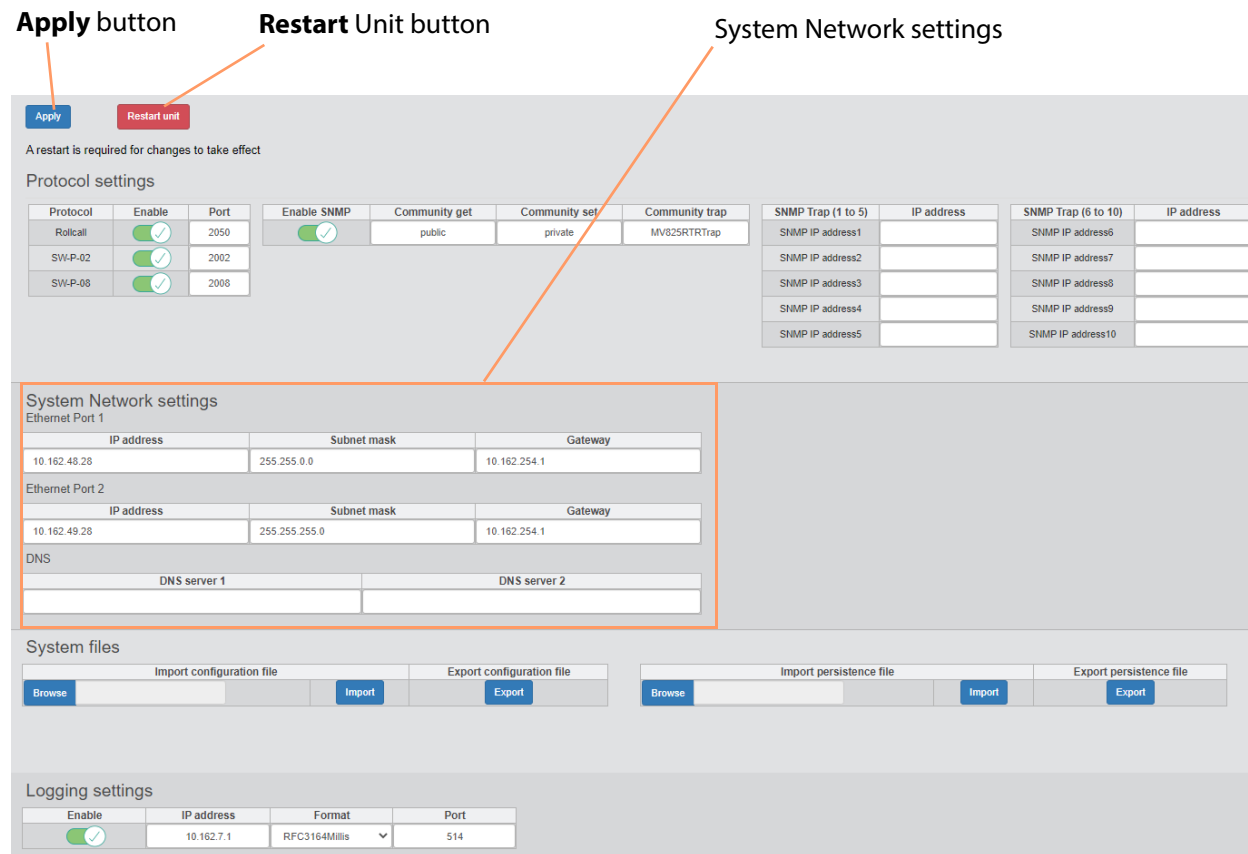 Apply button Restart Unit button System Network settings
Apply Restart unit
A restart is required for changes to take effect
Protocol settings
Protocol Enable Port Enable SNMP Community get Community set Community trap SNMP Trap (1 to 5) IP address SNMP Trap (6 to 10) IP address
Rollcall 2050 public private MV825RTRTrap SNMP IP address1 SNMP IP address6
SW-P-02 2002 SNMP IP address2 SNMP IP address7
SW-P-08 2008 SNMP IP address3 SNMP IP address8
SNMP IP address4 SNMP IP address9
SNMP IP address5 SNMP IP address10
System Network settings
Ethernet Port 1
IP address Subnet mask Gateway
10.162.48.28 255.255.0.0 10.162.254.1
Ethernet Port 2
IP address Subnet mask Gateway
10.162.49.28 255.255.255.0 10.162.254.1
DNS
DNS server 1 DNS server 2
System files
Import configuration file Export configuration file Import persistence file Export persistence file
Browse Import Export Browse Import Export
Logging settings
Enable IP address Format Port
10.162.7.1 RFC3164Millis 514